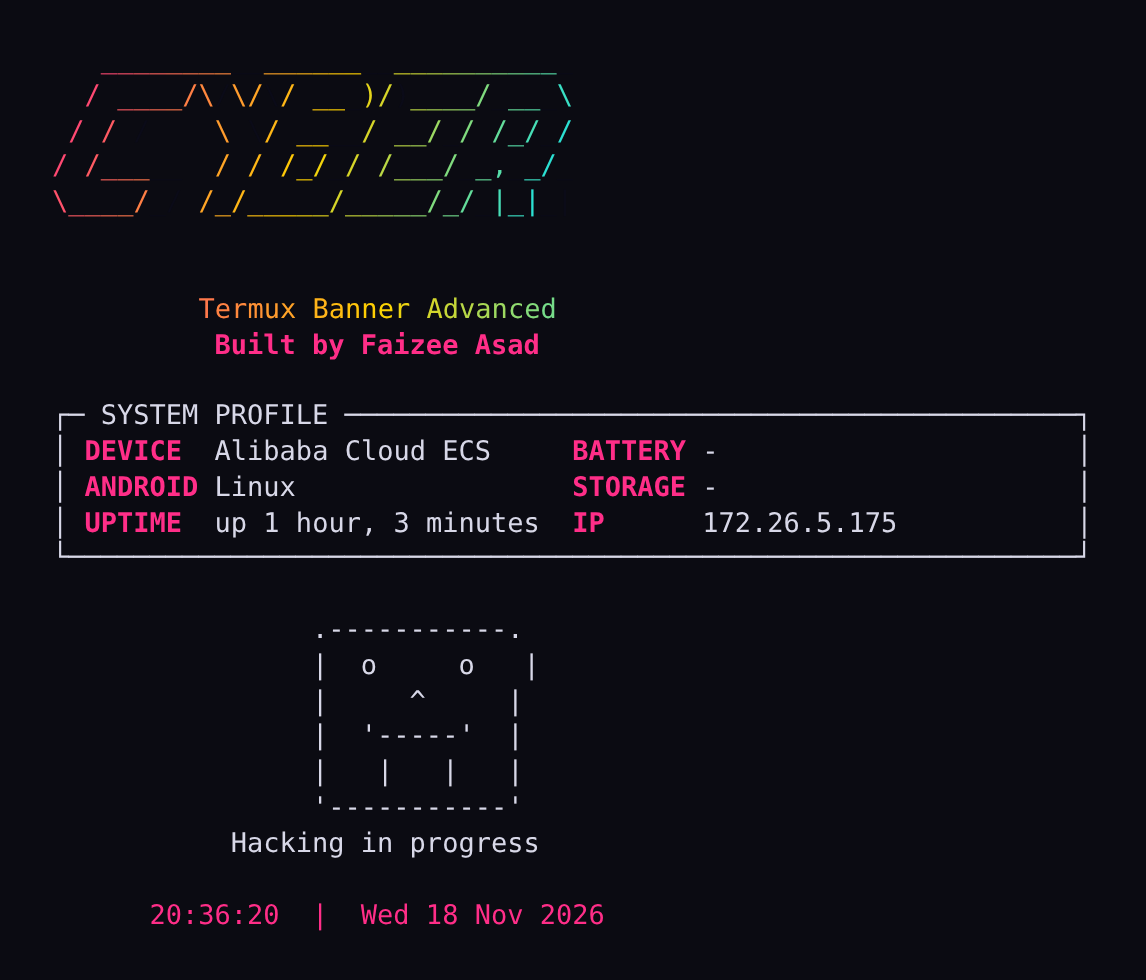 CYBER
Termux Banner Advanced
Built by Faizee Asad
SYSTEM PROFILE
DEVICE Alibaba Cloud ECS BATTERY -
ANDROID Linux STORAGE -
UPTIME up 1 hour, 3 minutes IP 172.26.5.175
o o
^
Hacking in progress
20:36:20 | Wed 18 Nov 2026